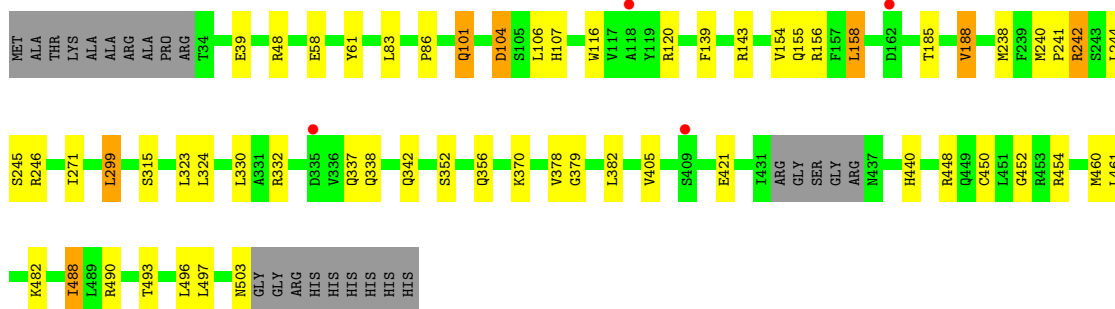 MET ALA THR LYS ALA ALA ARG ALA PRO ARG T34 E39 R48 E58 Y61 L83 P86 Q101 D104 S105 L106 H107 W116 V117 A118 Y119 R120 F139 R143 V154 Q155 R156 F157 L158 D162 T185 V188 M238 F239 M240 P241 R242 S243 L244
S245 R246 I271 L299 S315 L323 L324 L330 A331 R332 D335 V336 Q337 Q338 Q342 S352 Q356 K370 V378 G379 L382 V405 S409 E421 I431 ARG GLY SER GLY ARG N437 H440 R448 Q449 C450 L451 G452 R453 R454 M460 L461
K482 I488 L489 R490 T493 L496 L497 N503 GLY GLY ARG HIS HIS HIS HIS HIS HIS